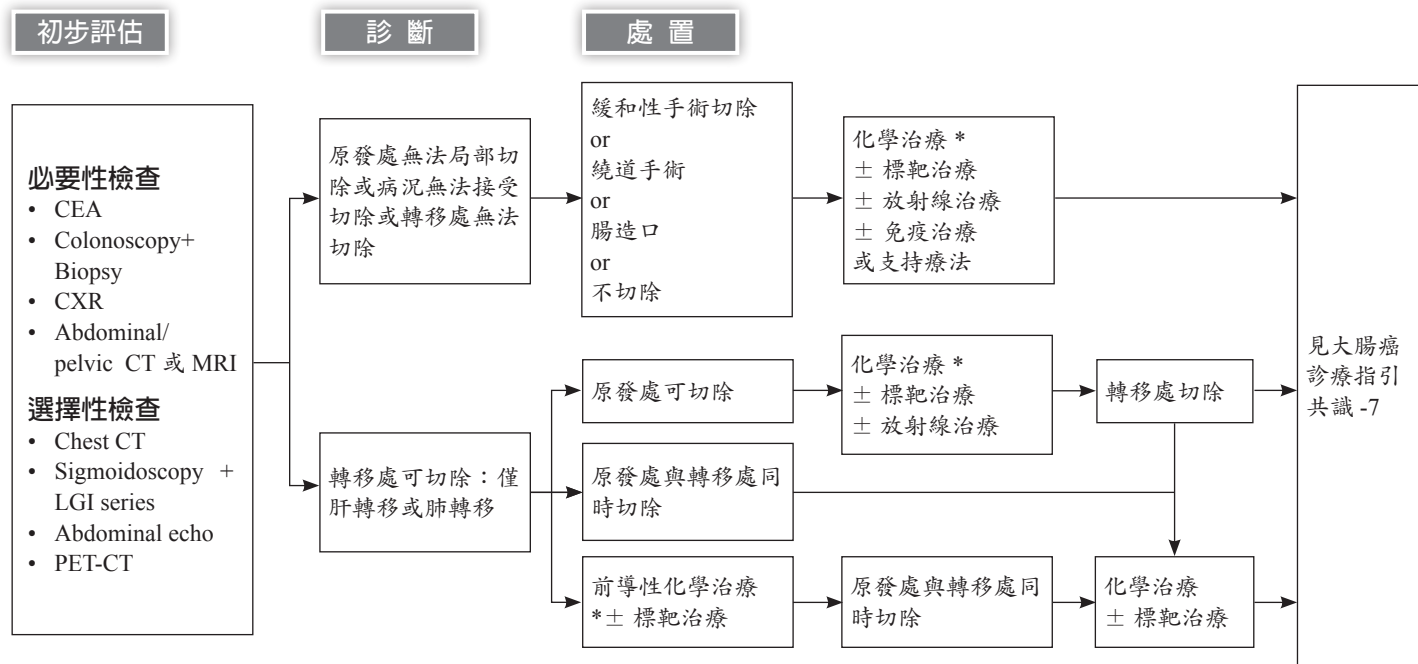 初步評估
診 斷
處 置
必要性檢查
• CEA
• Colonoscopy+
Biopsy
• CXR
• Abdominal/
pelvic CT 或 MRI
選擇性檢查
• Chest CT
• Sigmoidoscopy +
LGI series
• Abdominal echo
• PET-CT
原發處無法局部切
除或病況無法接受
切除或轉移處無法
切除
緩和性手術切除
or
繞道手術
or
腸造口
or
不切除
化學治療 *
± 標靶治療
± 放射線治療
± 免疫治療
或支持療法
轉移處可切除：僅
肝轉移或肺轉移
原發處可切除
化學治療 *
± 標靶治療
± 放射線治療
轉移處切除
原發處與轉移處同
時切除
前導性化學治療
*± 標靶治療
原發處與轉移處同
時切除
化學治療
± 標靶治療
見大腸癌
診療指引
共識 -7